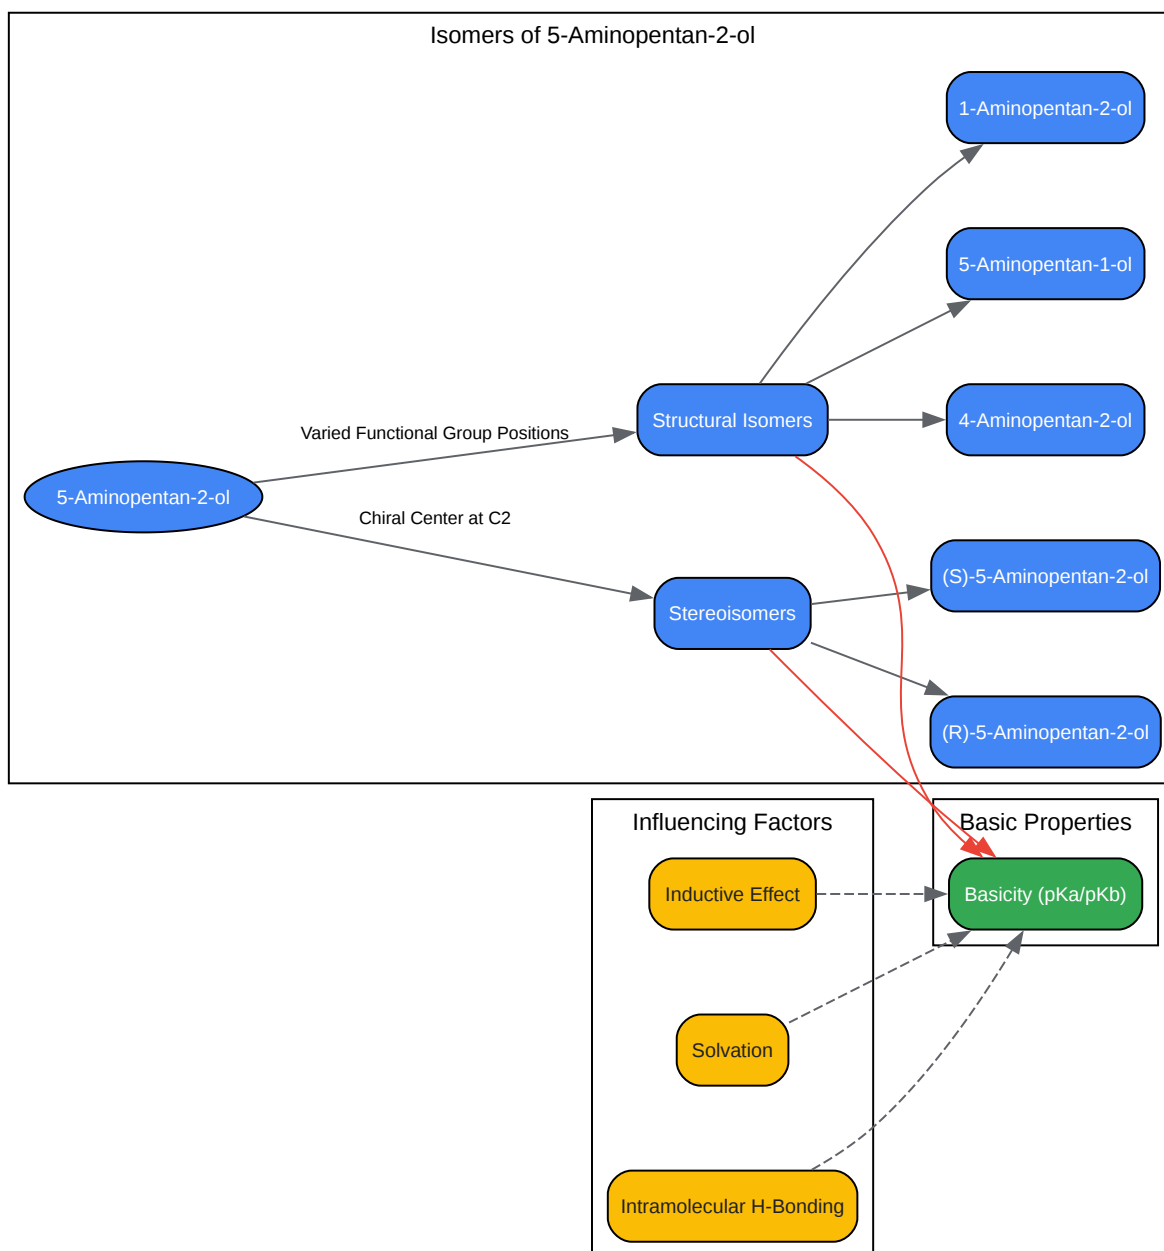 Isomers of 5-Aminopentan-2-ol
1-Aminopentan-2-ol
5-Aminopentan-1-ol
Structural Isomers
4-Aminopentan-2-ol
Varied Functional Group Positions
5-Aminopentan-2-ol
Chiral Center at C2
(S)-5-Aminopentan-2-ol
Stereoisomers
(R)-5-Aminopentan-2-ol
Influencing Factors
Basic Properties
Inductive Effect
Basicity (pKa/pKb)
Solvation
Intramolecular H-Bonding